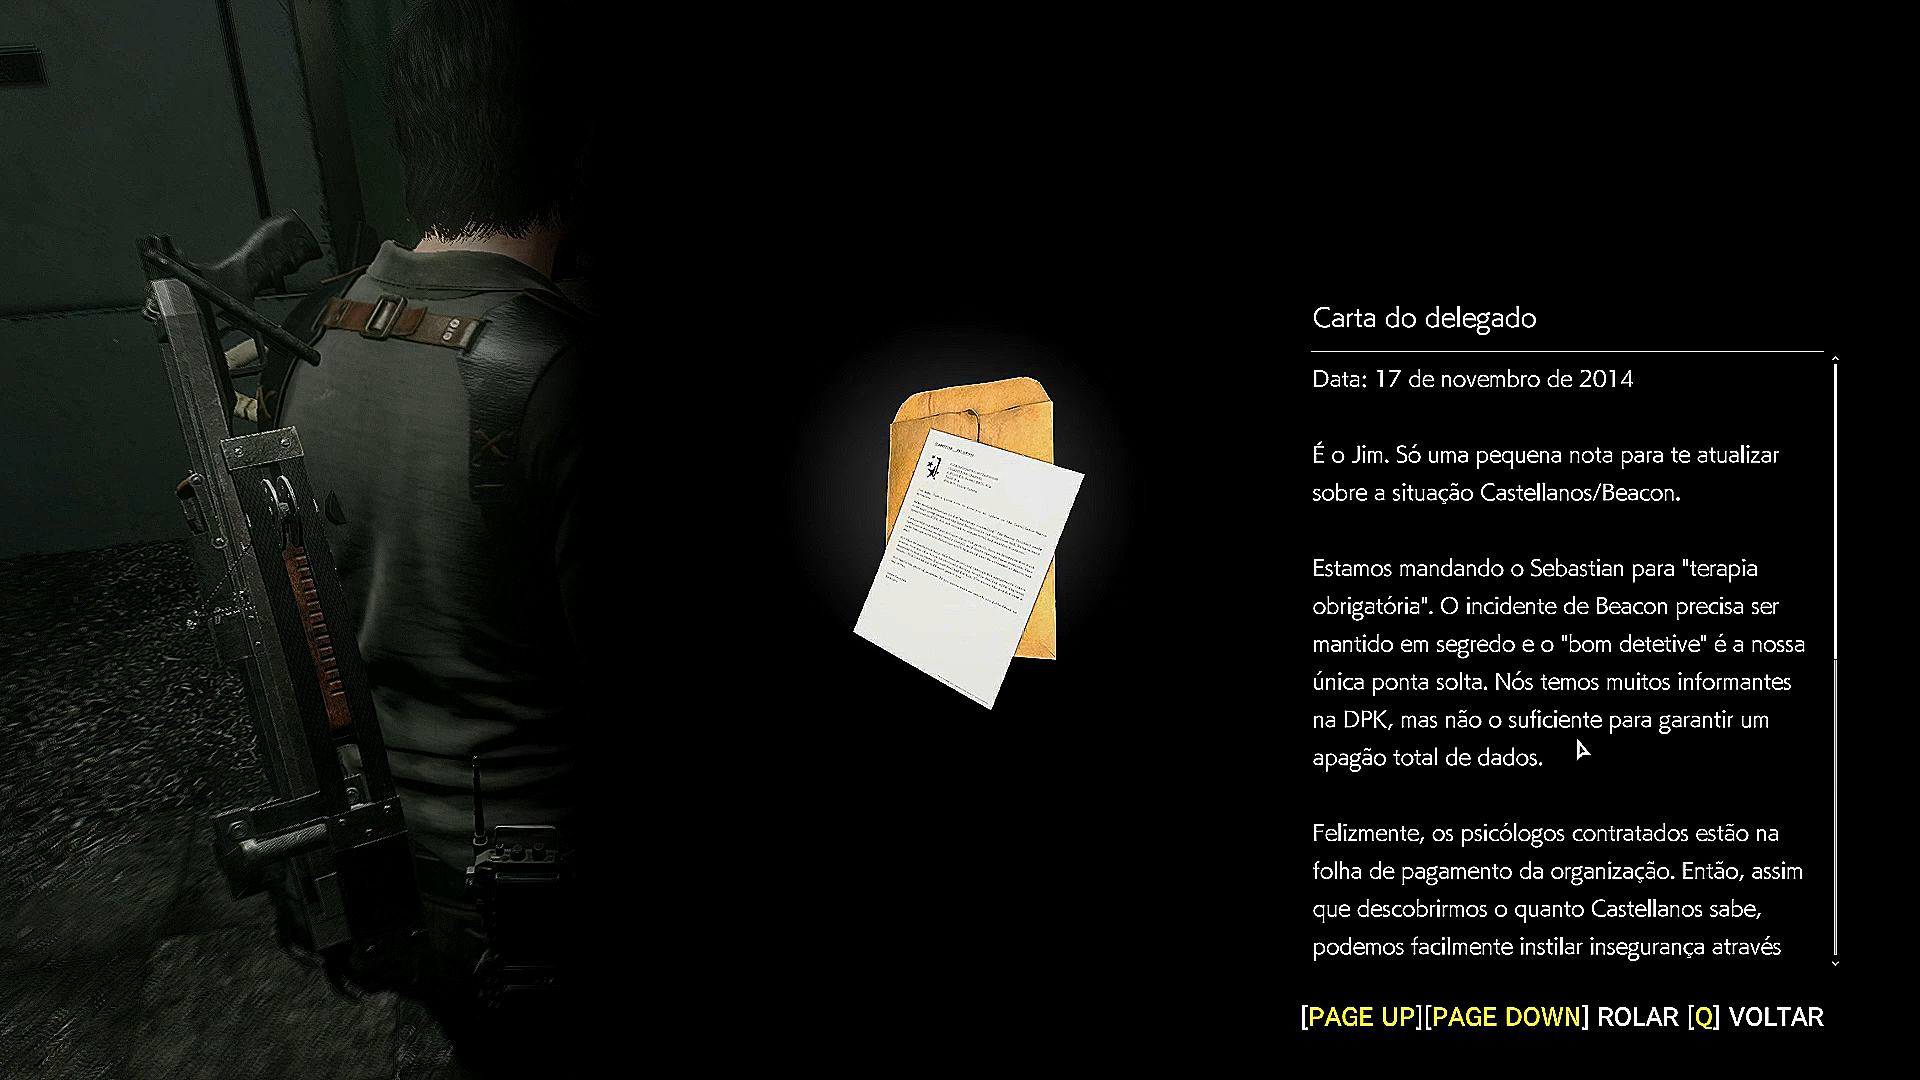 Carta do delegado
Data: 17 de novembro de 2014
É o Jim. Só uma pequena nota para te atualizar
sobre a situação Castellanos/Beacon.
Estamos mandando o Sebastian para "terapia
obrigatória". O incidente de Beacon precisa ser
mantido em segredo e o "bom detetive" é a nossa
única ponta solta. Nós temos muitos informantes
na DPK, mas não o suficiente para garantir um
apagão total de dados.
Felizmente, os psicólogos contratados estão na
folha de pagamento da organização. Então, assim
que descobrirmos o quanto Castellanos sabe,
podemos facilmente instilar insegurança através
[PAGE UP][PAGE DOWN] ROLAR [Q] VOLTAR